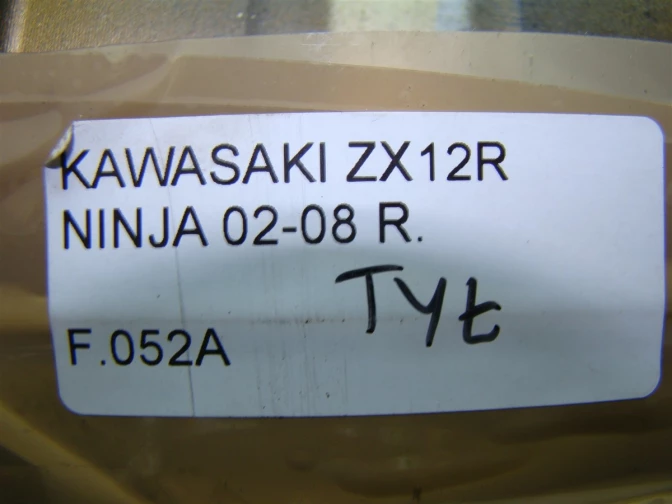 KAWASAKI ZX12R
NINJA 02-08 R.
TYŁ
F.052A